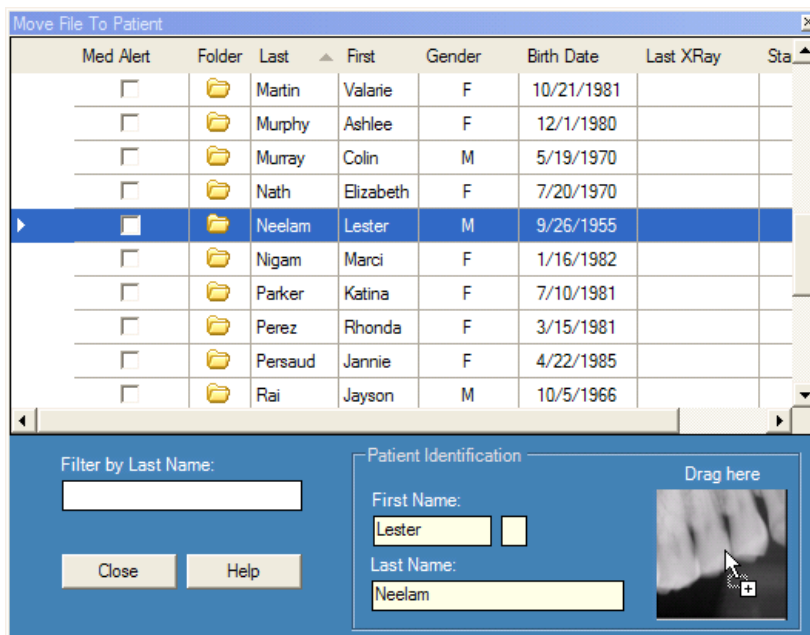 Move File To Patient
Med Alert Folder Last First Gender Birth Date Last XRay Sta
Martin Valarie F 10/21/1981
Murphy Ashlee F 12/1/1980
Murray Colin M 5/19/1970
Nath Elizabeth F 7/20/1970
Neelam Lester M 9/26/1955
Nigam Marci F 1/16/1982
Parker Katina F 7/10/1981
Perez Rhonda F 3/15/1981
Persaud Jannie F 4/22/1985
Rai Jayson M 10/5/1966
Filter by Last Name:
Close Help
Patient Identification
First Name:
Lester
Last Name:
Neelam
Drag here